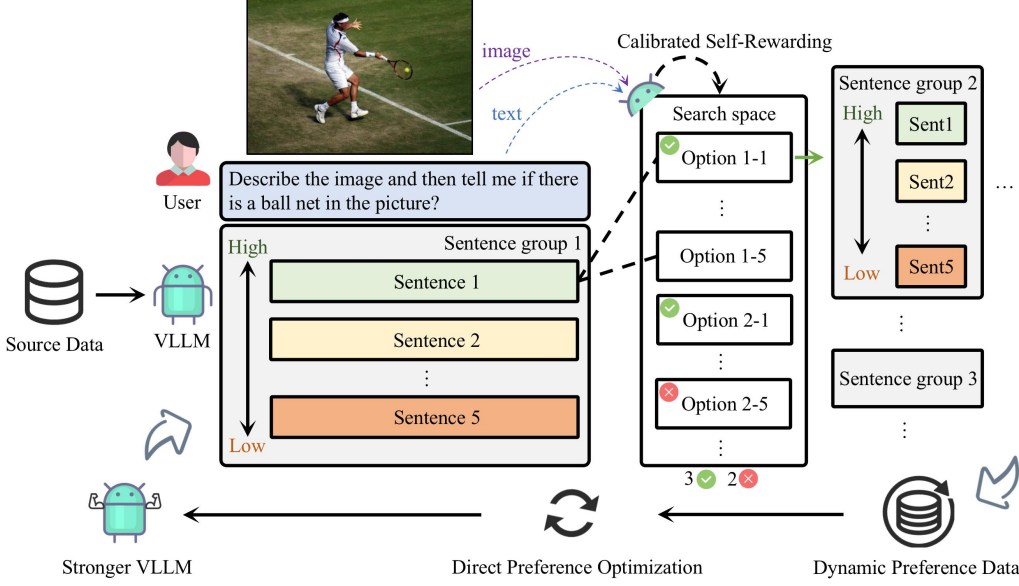 Calibrated Self-Rewarding
image
text
User
Describe the image and then tell me if there
is a ball net in the picture?
Source Data
VLLM
Sentence group 1
High
Sentence 1
Sentence 2
⋮
Sentence 5
Low
Search space
Option 1-1
⋮
Option 1-5
Option 2-1
⋮
Option 2-5
⋮
3 2
Sentence group 2
High
Sent1
Sent2
...
⋮
Low
Sent5
⋮
Sentence group 3
⋮
Stronger VLLM
Direct Preference Optimization
Dynamic Preference Data